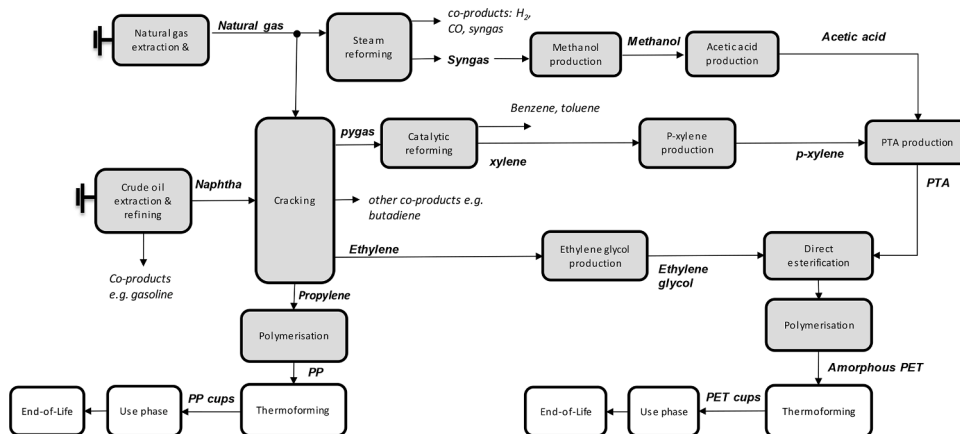 Natural gas
extraction &
Natural gas
Steam
reforming
co-products: H₂,
CO, syngas
Syngas
Methanol
production
Methanol
Acetic acid
production
Acetic acid
Benzene, toluene
pygas
Catalytic
reforming
xylene
P-xylene
production
p-xylene
PTA production
PTA
Crude oil
extraction &
refining
Naphtha
Cracking
other co-products e.g.
butadiene
Co-products
e.g. gasoline
Ethylene
Ethylene glycol
production
Ethylene
glycol
Direct
esterification
Propylene
Polymerisation
Polymerisation
PP
Amorphous PET
End-of-Life
Use phase
PP cups
Thermoforming
End-of-Life
Use phase
PET cups
Thermoforming